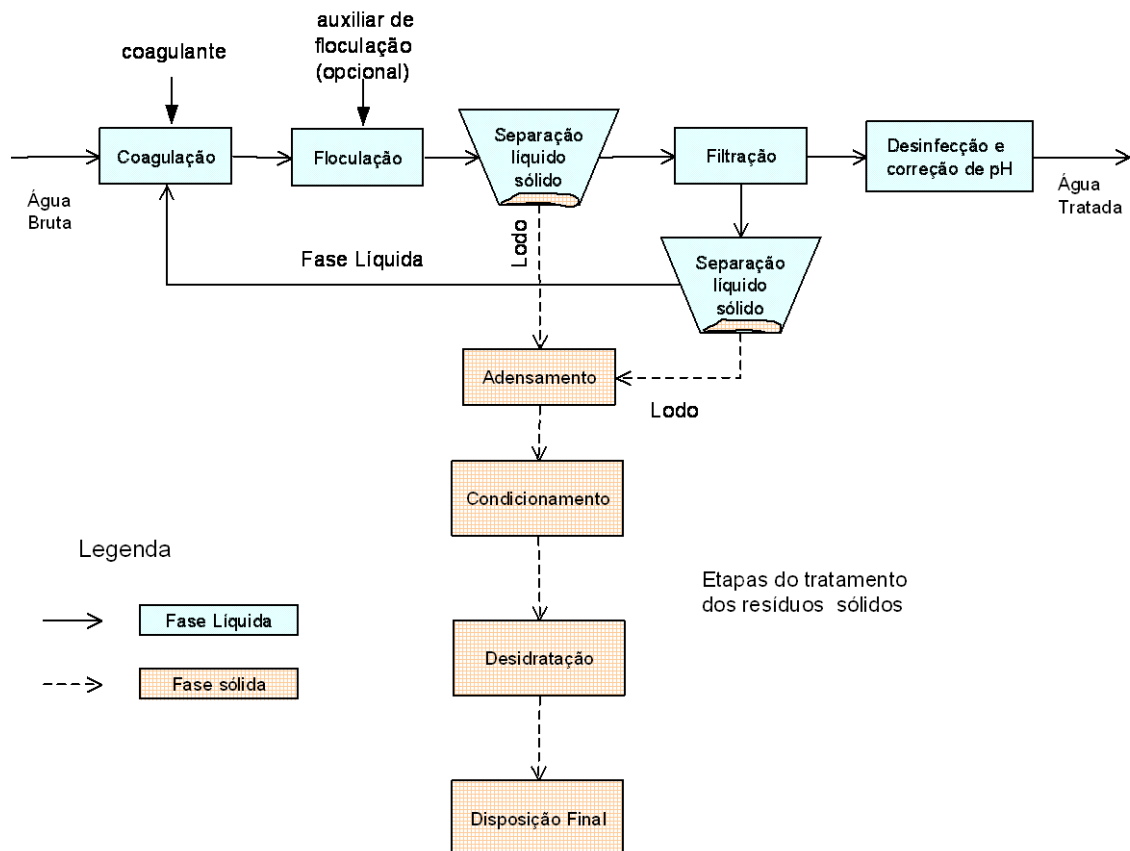 coagulante
auxiliar de
floculação
(opcional)
Coagulação
Floculação
Separação
líquido
sólido
Filtração
Desinfecção e
correção de pH
Água
Bruta
Água
Tratada
Lodo
Fase Líquida
Separação
líquido
sólido
Adensamento
Lodo
Condicionamento
Legenda
Fase Líquida
Fase sólida
Etapas do tratamento
dos resíduos sólidos
Desidratação
Disposição Final